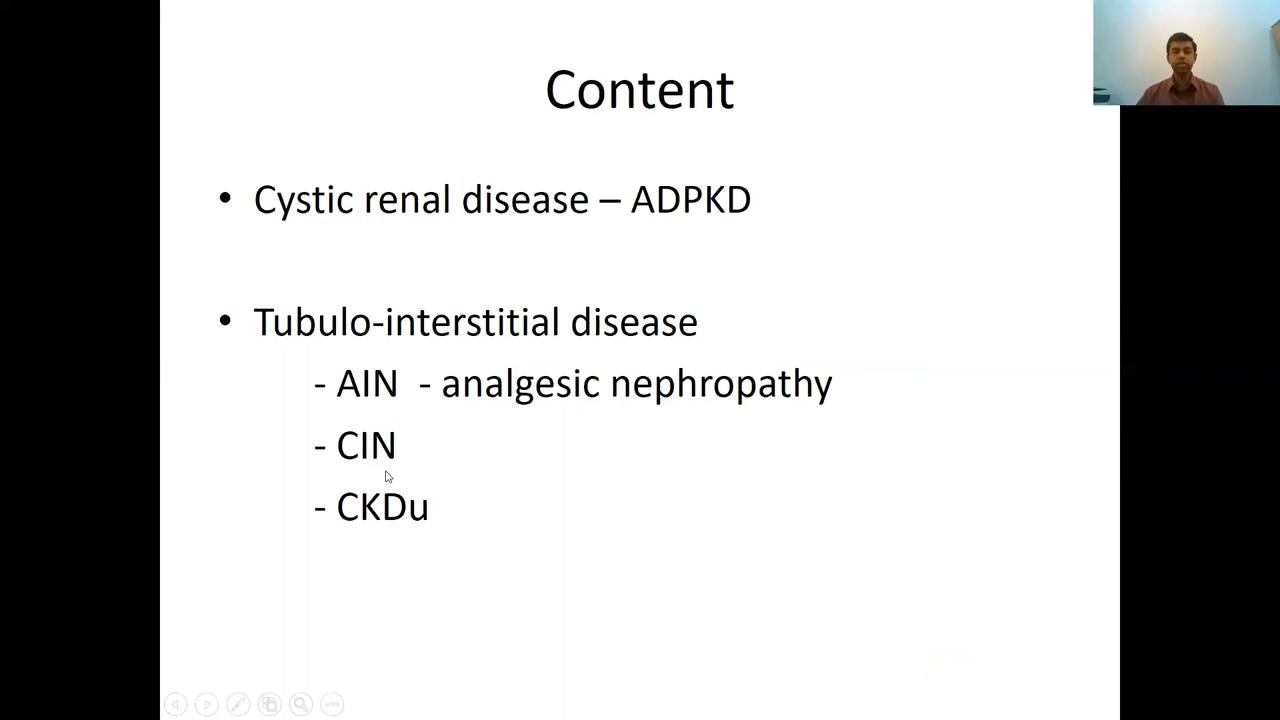 Content
• Cystic renal disease – ADPKD
• Tubulo-interstitial disease
- AIN - analgesic nephropathy
- CIN
- CKDu